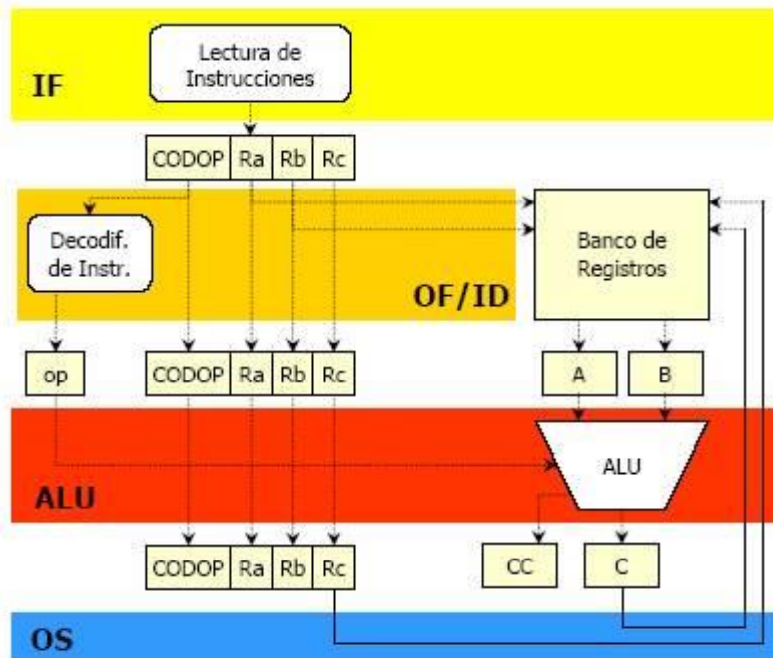 Lectura de
Instrucciones
IF
CODOP Ra Rb Rc
Decodif.
de Instr.
Banco de
Registros
OF/ID
op CODOP Ra Rb Rc A B
ALU
ALU
CODOP Ra Rb Rc CC C
OS